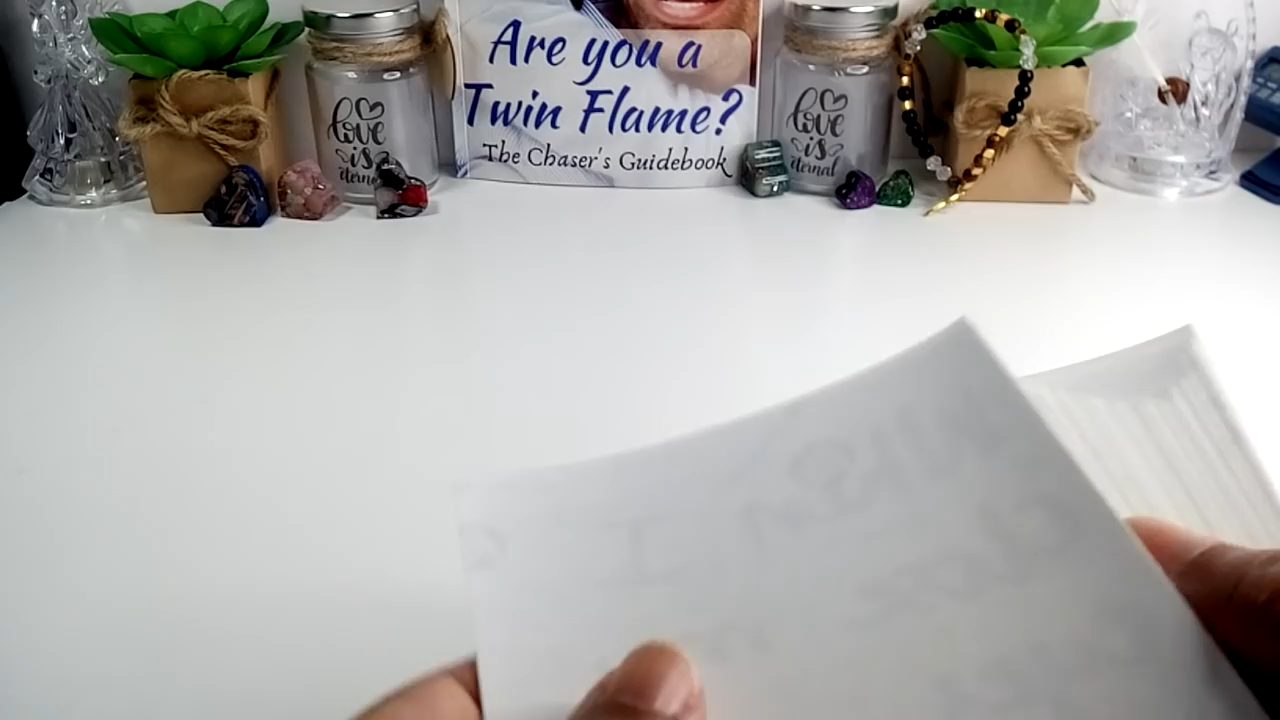 Are you a
Twin Flame?
The Chaser's Guidebook
love
is
eternal
love
is
eternal